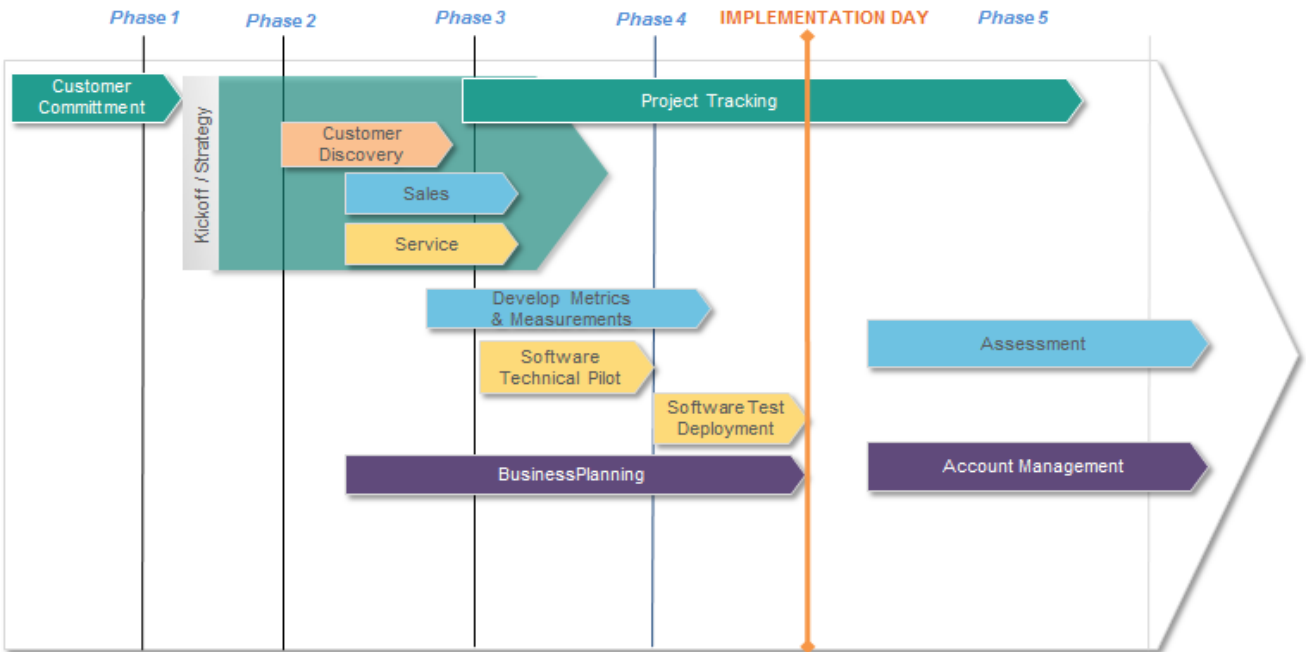 Phase 1
Phase 2
Phase 3
Phase 4
IMPLEMENTATION DAY
Phase 5
Customer
Committment
Kickoff / Strategy
Project Tracking
Customer
Discovery
Sales
Service
Develop Metrics
& Measurements
Software
Technical Pilot
Assessment
Software Test
Deployment
BusinessPlanning
Account Management